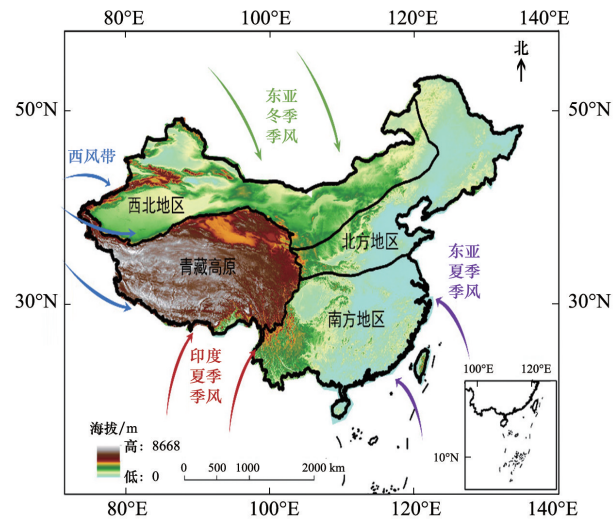 80°E 100°E 120°E 140°E
北
50°N
50°N
东亚
冬季
季风
西风带
西北地区
北方地区
青藏高原
东亚
夏季
季风
30°N
30°N
南方地区
印度
夏季
季风
100°E 120°E
10°N
海拔/m
高: 8668
低: 0
0 500 1000 2000 km
80°E 100°E 120°E 140°E